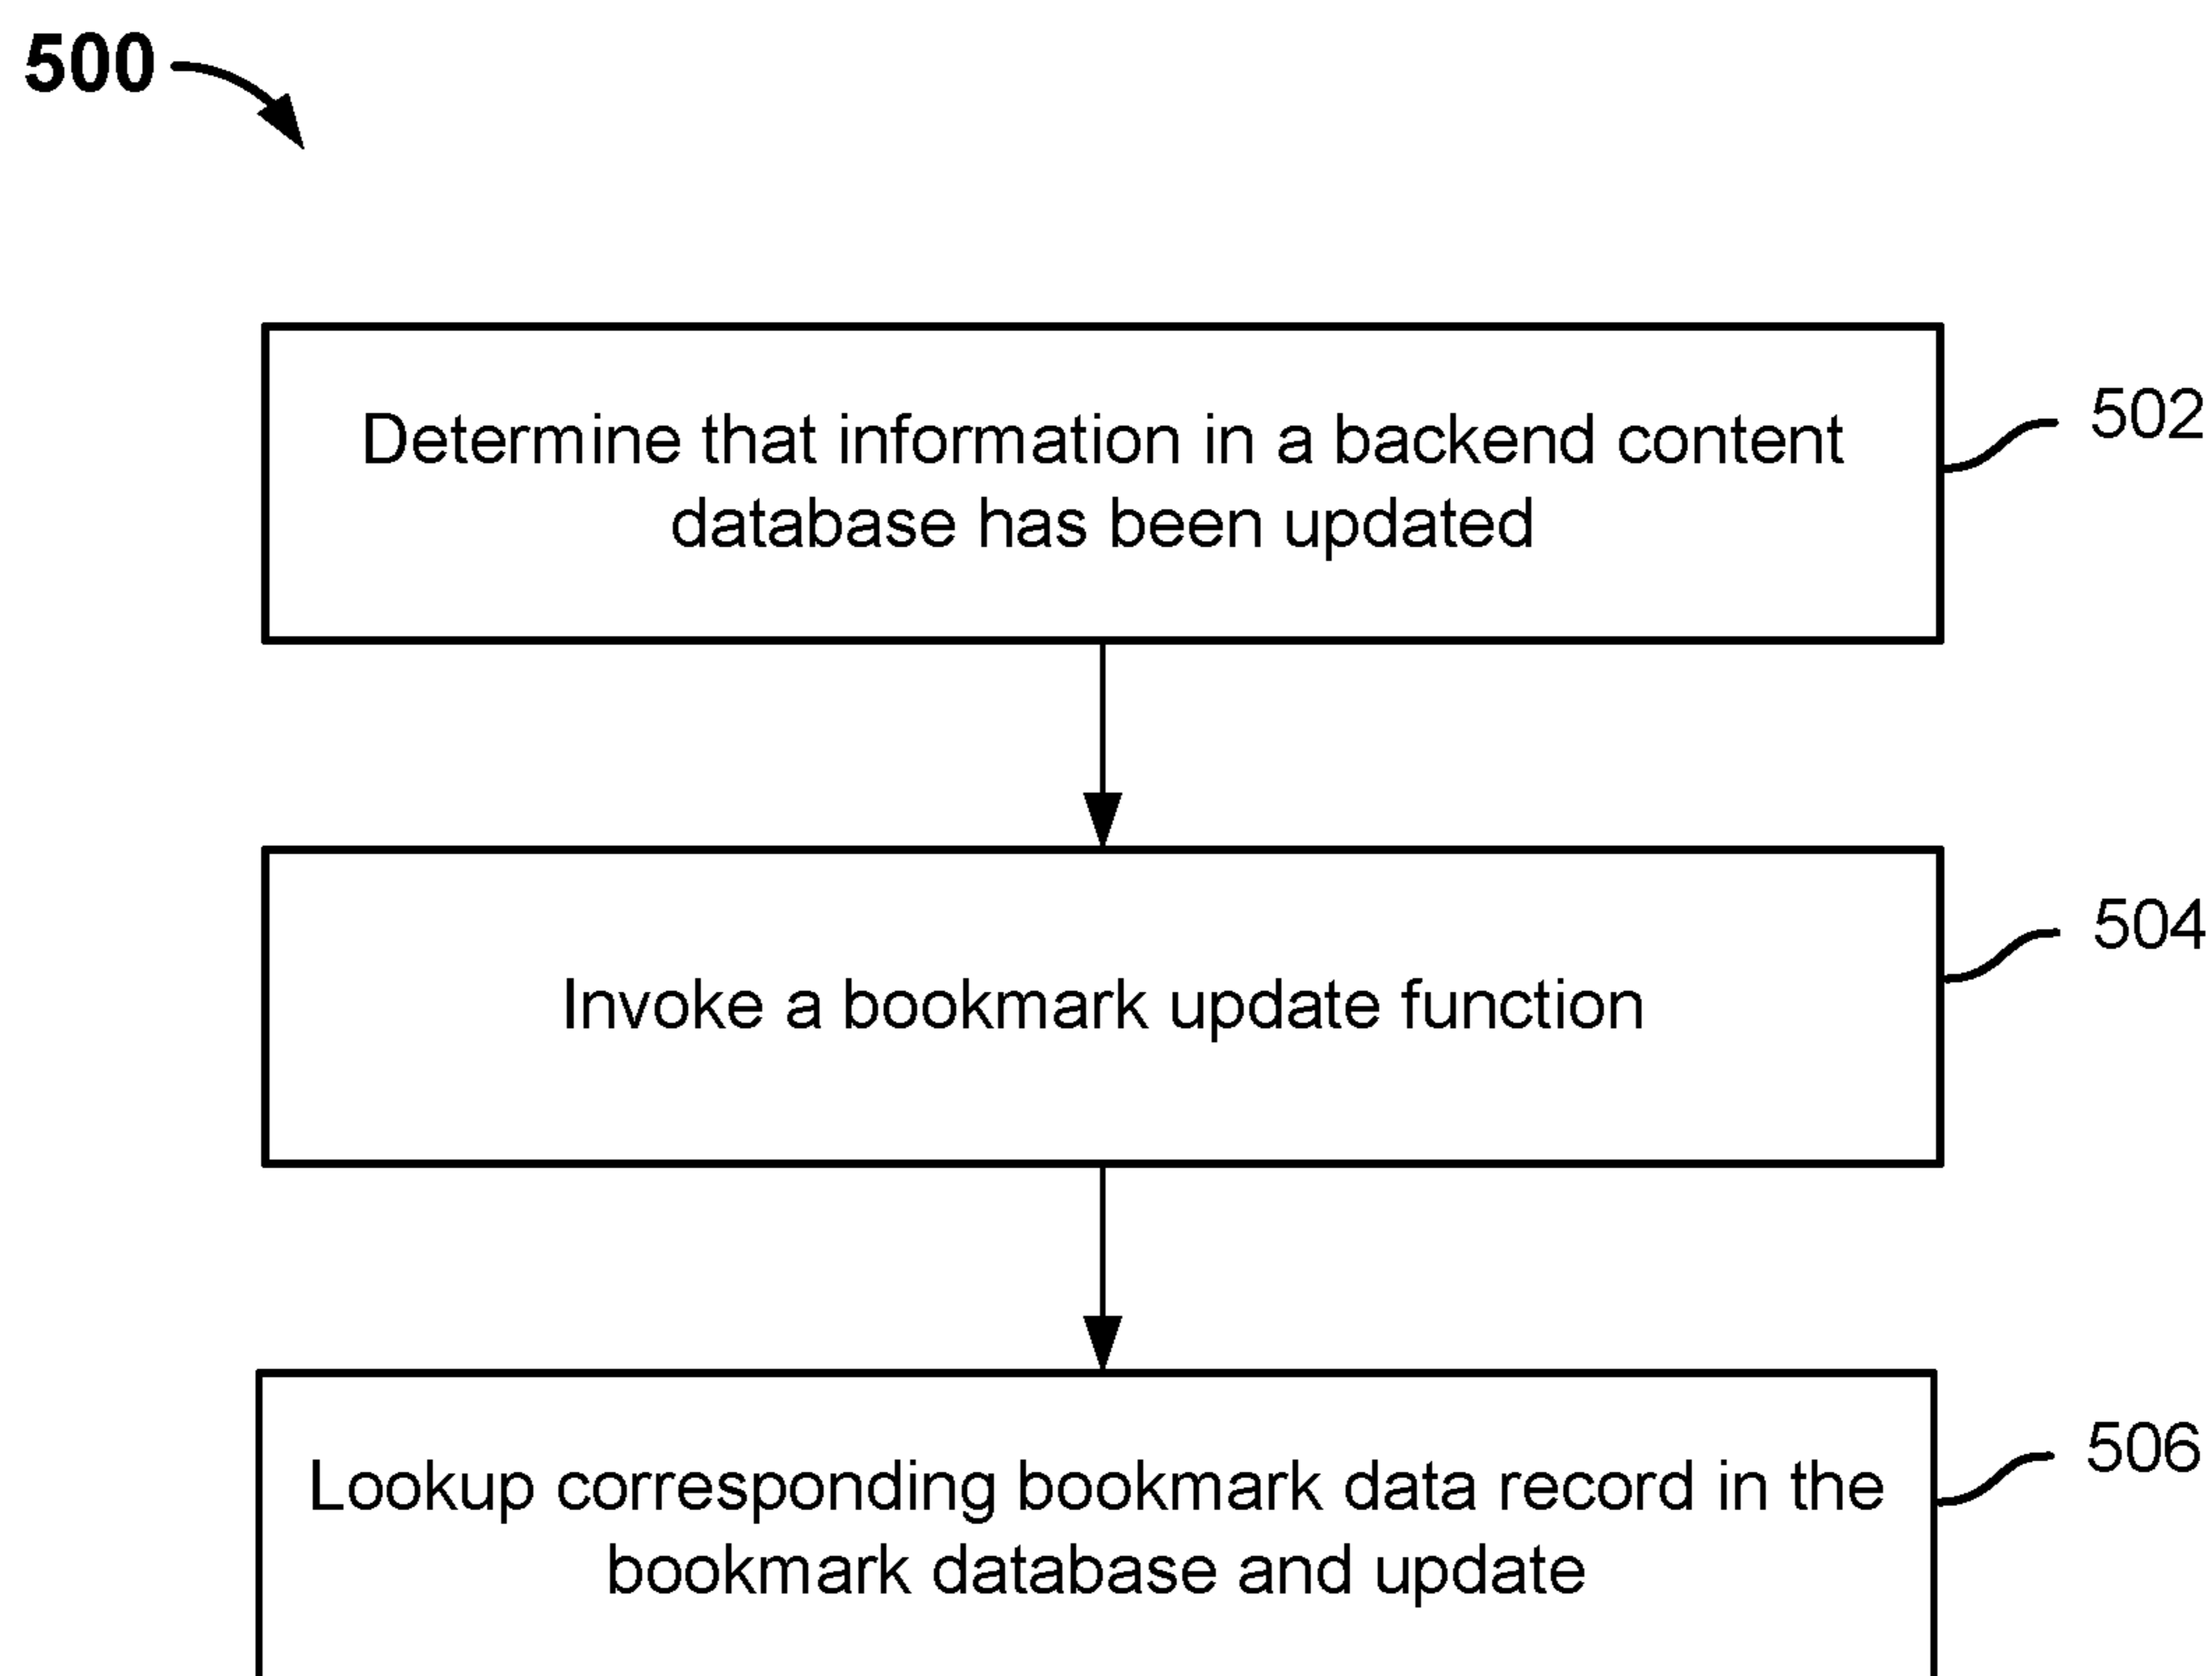 500
Determine that information in a backend content
database has been updated
502
Invoke a bookmark update function
504
Lookup corresponding bookmark data record in the
bookmark database and update
506